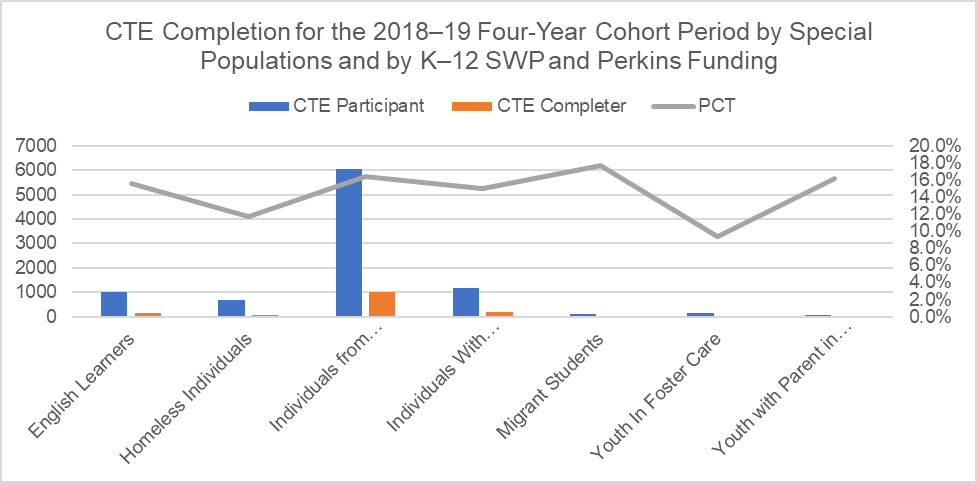 CTE Completion for the 2018–19 Four-Year Cohort Period by Special
Populations and by K–12 SWP and Perkins Funding
CTE Participant CTE Completer PCT
7000
6000
5000
4000
3000
2000
1000
0
20.0%
18.0%
16.0%
14.0%
12.0%
10.0%
8.0%
6.0%
4.0%
2.0%
0.0%
English Learners
Homeless Individuals
Individuals from…
Individuals With…
Migrant Students
Youth In Foster Care
Youth with Parent in…